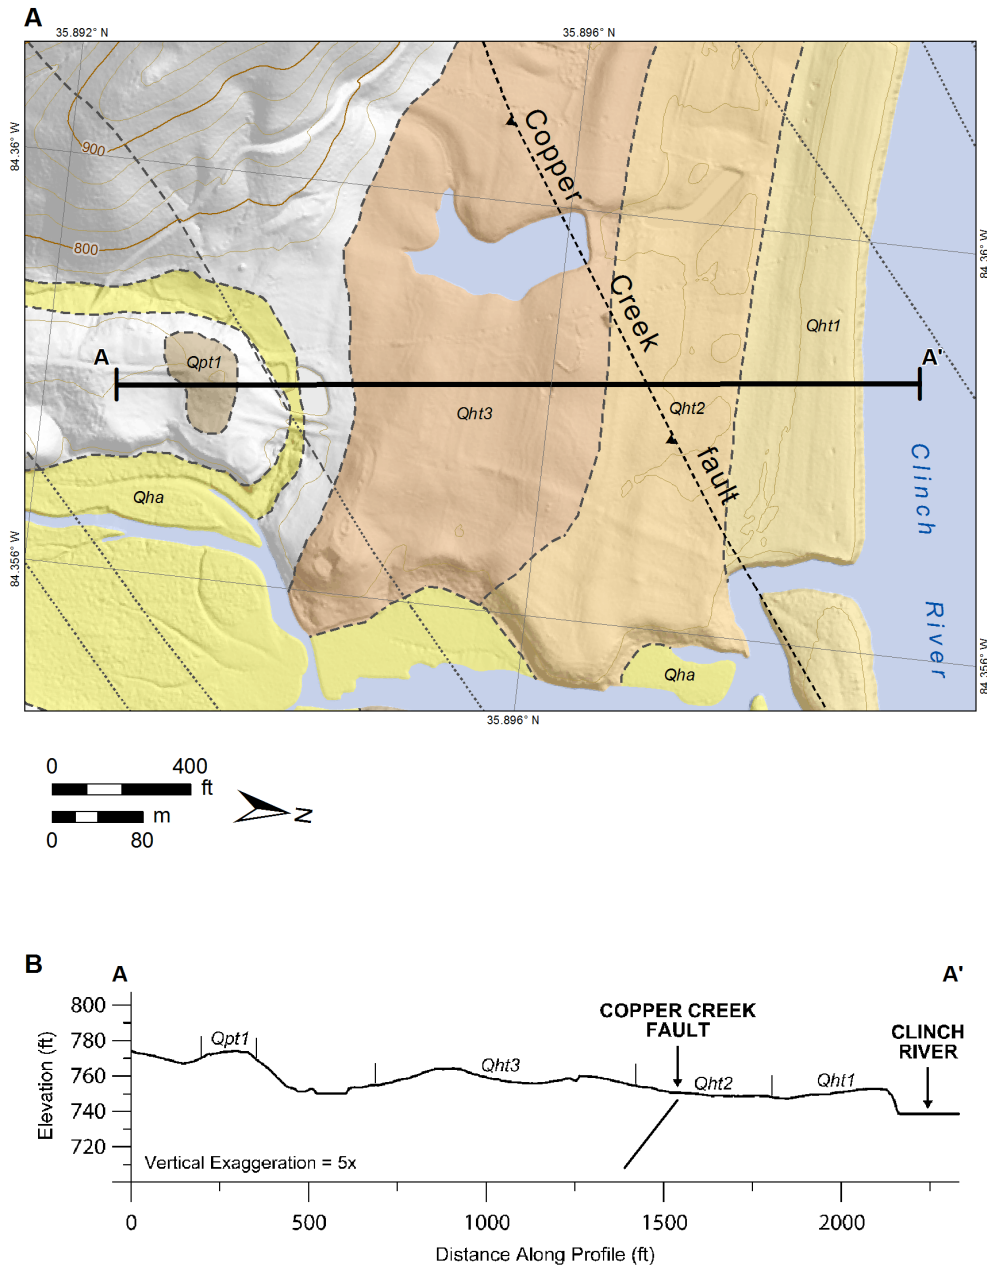 A
35.892° N
35.896° N
84.36° W
84.36° W
900
800
Copper
Creek
fault
Qht1
A
A'
Qpt1
Qht3
Qht2
Qha
Clinch
River
84.356° W
84.356° W
Qha
35.896° N
0 400
ft
m
0 80
N
B
A
A'
800
780
760
740
720
Elevation (ft)
COPPER CREEK
FAULT
CLINCH
RIVER
Qpt1
Qht3
Qht2
Qht1
Vertical Exaggeration = 5x
0 500 1000 1500 2000
Distance Along Profile (ft)